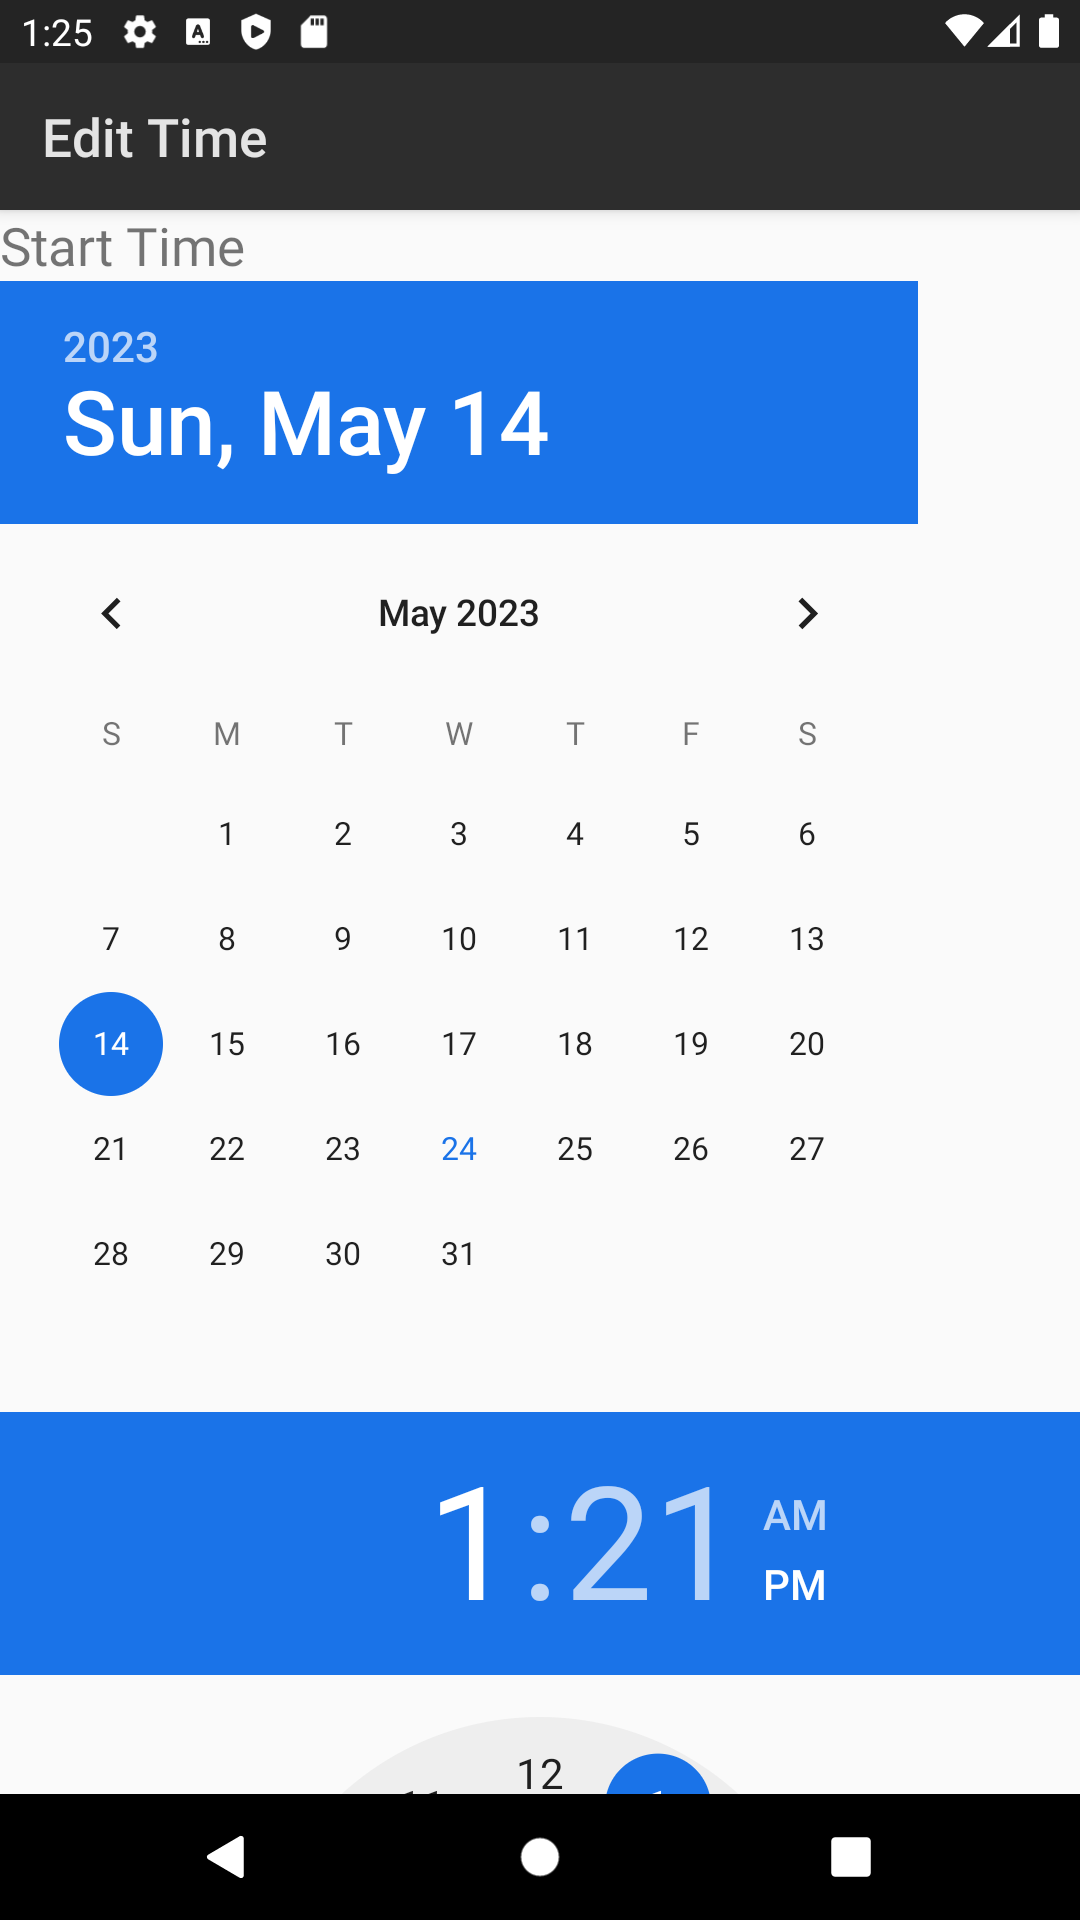 1:25
Edit Time
Start Time
2023
Sun, May 14
May 2023
S M T W T F S
1 2 3 4 5 6
7 8 9 10 11 12 13
14 15 16 17 18 19 20
21 22 23 24 25 26 27
28 29 30 31
1:21 AM
PM
12